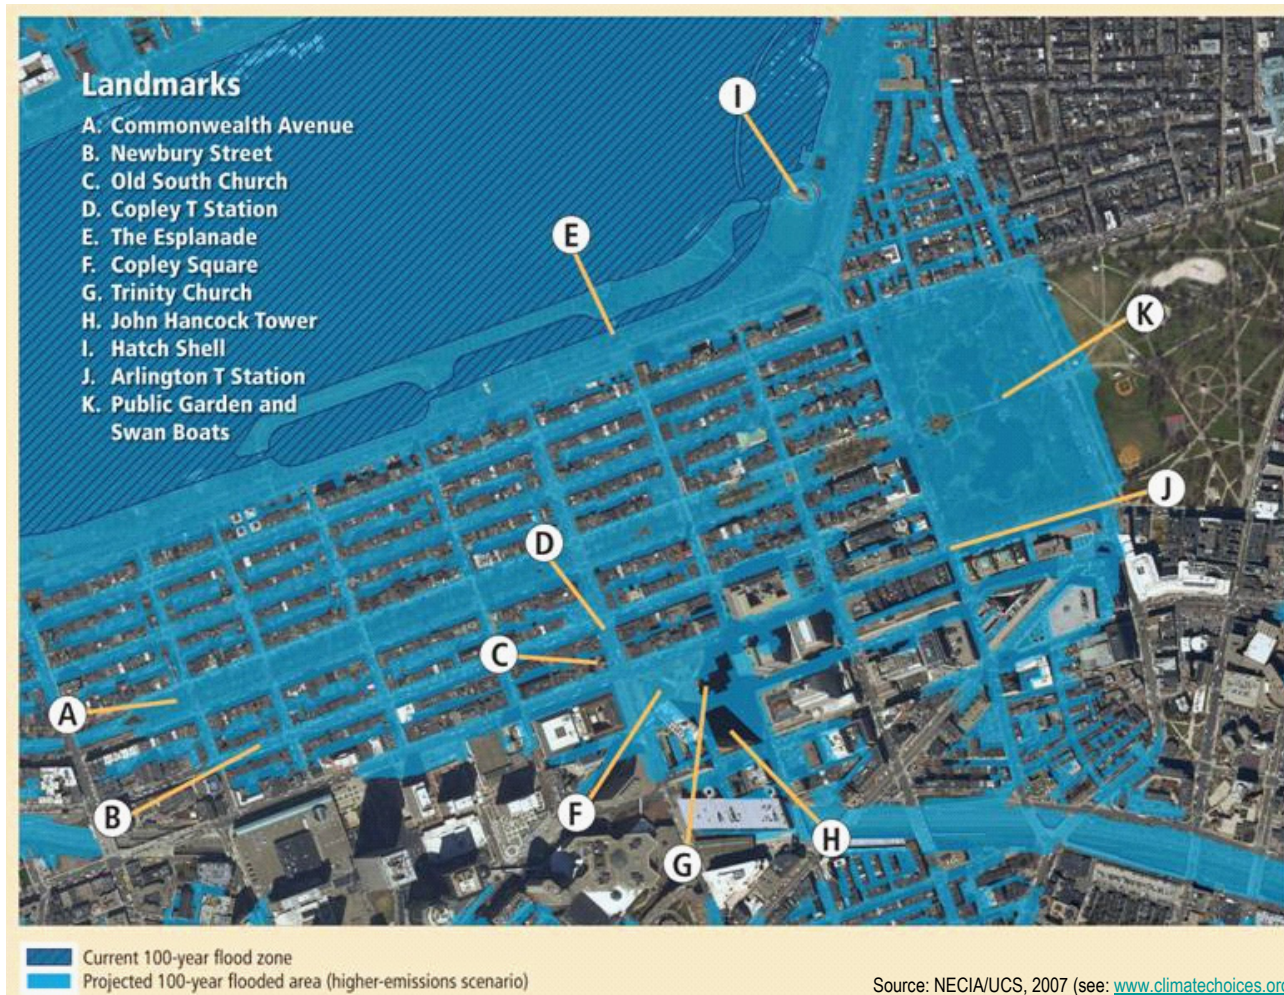 Landmarks
A. Commonwealth Avenue
B. Newbury Street
C. Old South Church
D. Copley T Station
E. The Esplanade
F. Copley Square
G. Trinity Church
H. John Hancock Tower
I. Hatch Shell
J. Arlington T Station
K. Public Garden and
Swan Boats
I
E
K
J
D
C
A
B
F
G
H
Current 100-year flood zone
Projected 100-year flooded area (higher-emissions scenario)
Source: NECIA/UCS, 2007 (see: www.climatechoices.or